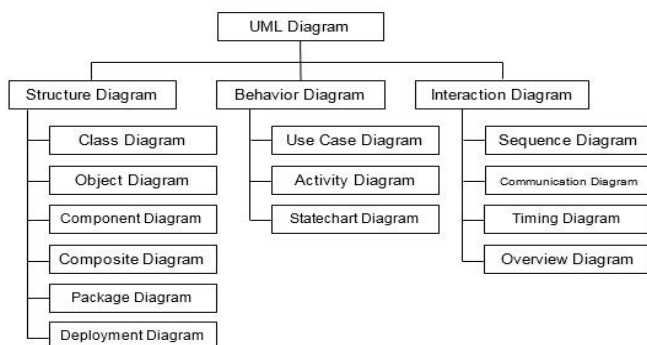 UML Diagram
Structure Diagram
Behavior Diagram
Interaction Diagram
Class Diagram
Object Diagram
Component Diagram
Composite Diagram
Package Diagram
Deployment Diagram
Use Case Diagram
Activity Diagram
Statechart Diagram
Sequence Diagram
Communication Diagram
Timing Diagram
Overview Diagram